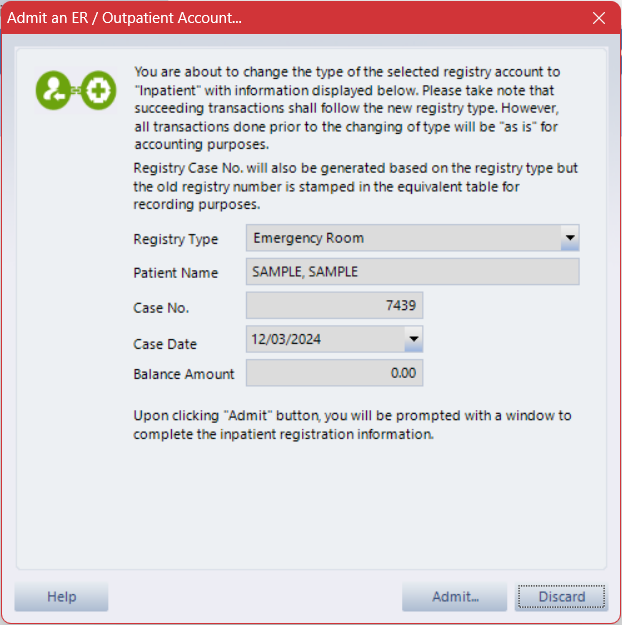 Admit an ER / Outpatient Account...
You are about to change the type of the selected registry account to
"Inpatient" with information displayed below. Please take note that
succeeding transactions shall follow the new registry type. However,
all transactions done prior to the changing of type will be "as is" for
accounting purposes.
Registry Case No. will also be generated based on the registry type but
the old registry number is stamped in the equivalent table for
recording purposes.
Registry Type Emergency Room
Patient Name SAMPLE, SAMPLE
Case No. 7439
Case Date 12/03/2024
Balance Amount 0.00
Upon clicking "Admit" button, you will be prompted with a window to
complete the inpatient registration information.
Help Admit... Discard